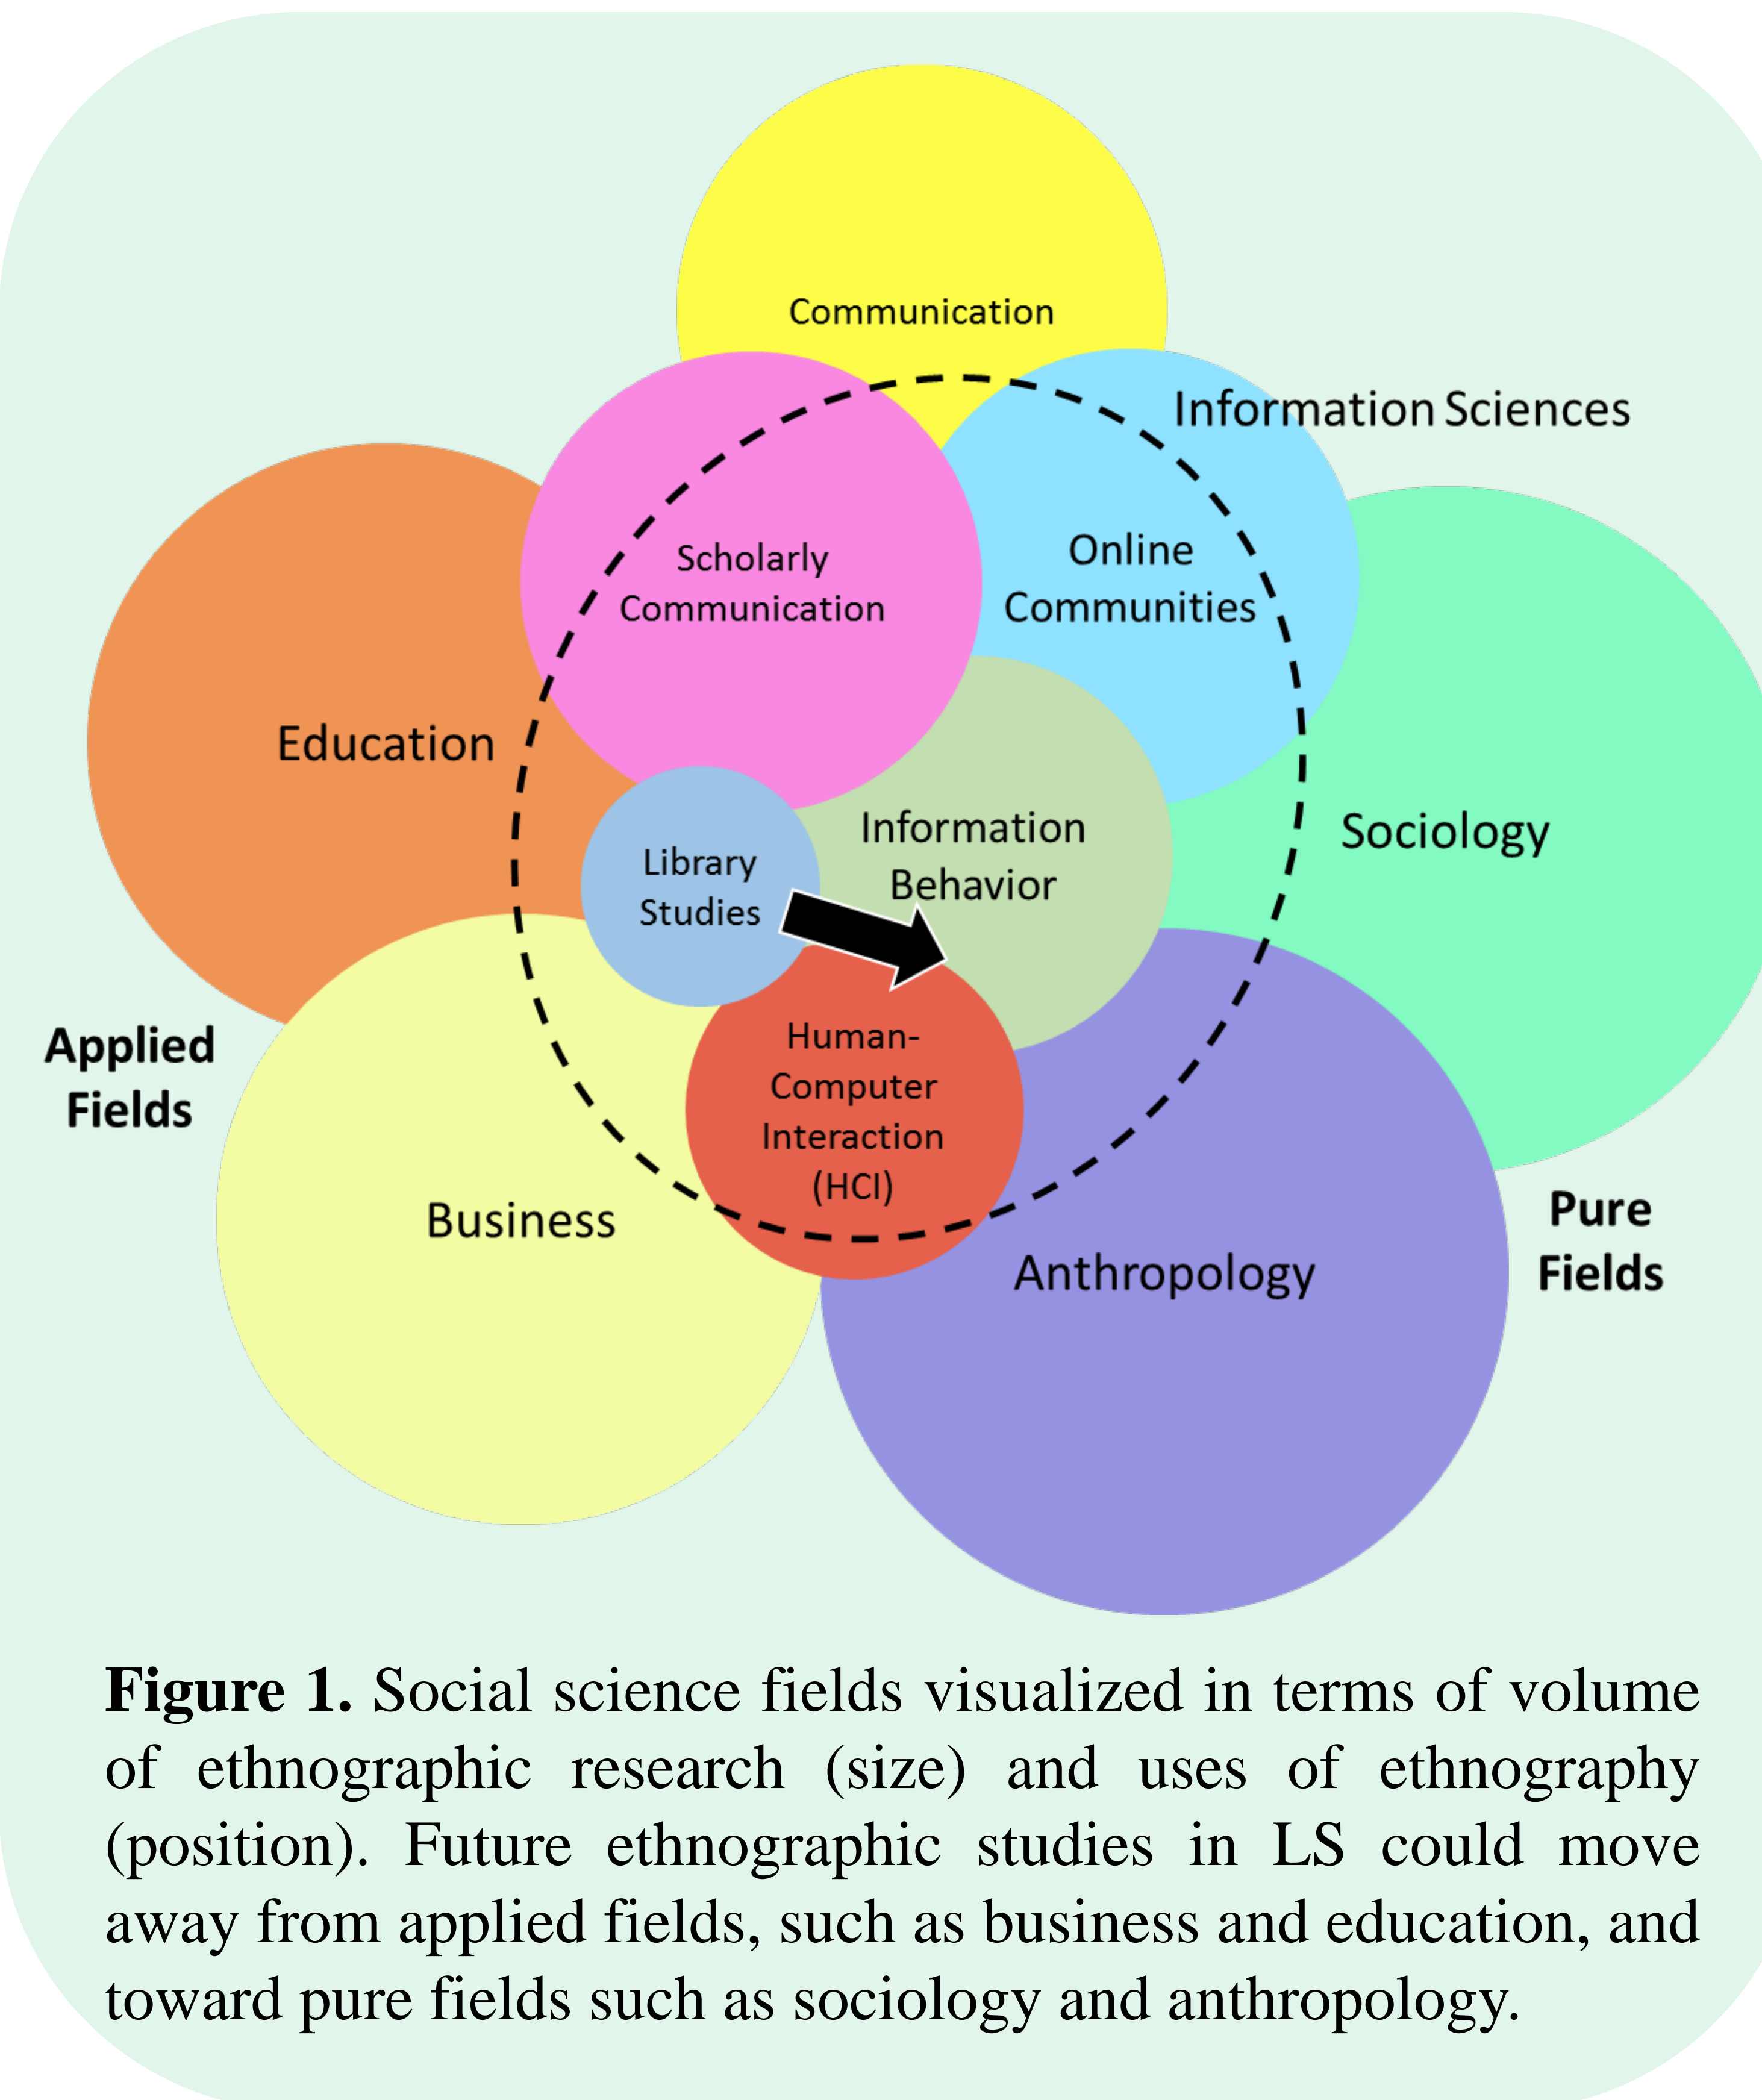 Communication
Information Sciences
Scholarly
Communication
Online
Communities
Education
Information
Behavior
Sociology
Library
Studies
Applied
Fields
Human-
Computer
Interaction
(HCI)
Business
Anthropology
Pure
Fields
Figure 1. Social science fields visualized in terms of volume
of ethnographic research (size) and uses of ethnography
(position). Future ethnographic studies in LS could move
away from applied fields, such as business and education, and
toward pure fields such as sociology and anthropology.